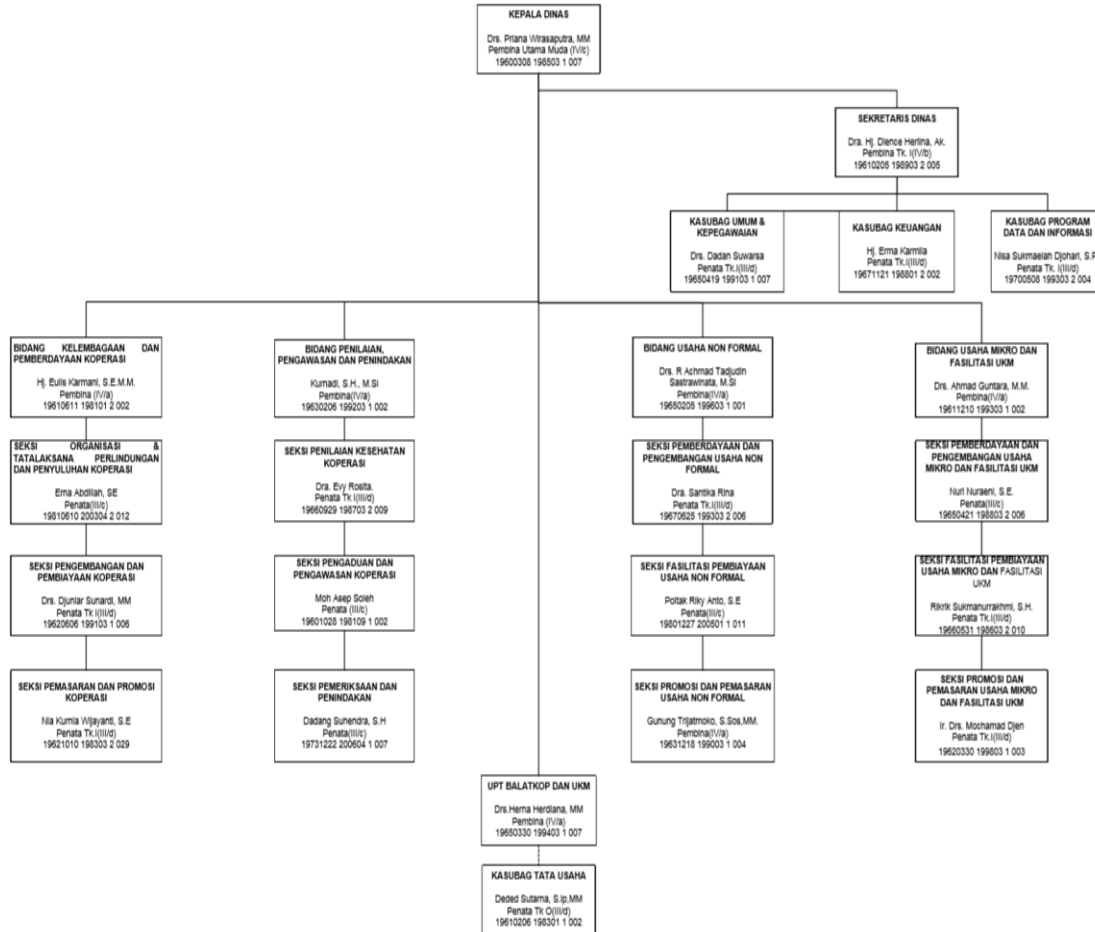 KEPALA DINAS
Drs. Priana Wirasaputra, MM
Pembina Utama Muda (IV/c)
19600308 198503 1 007
SEKRETARIS DINAS
Dra. Hj. Dience Herlina, Ak.
Pembina Tk. I(IV/b)
19610205 198903 2 005
KASUBAG UMUM &
KEPEGAWAIAN
Drs. Dadan Suwarsa
Penata Tk.I(III/d)
19650419 199103 1 007
KASUBAG KEUANGAN
Hj. Erma Karmila
Penata Tk.I(III/d)
19671121 198801 2 002
KASUBAG PROGRAM
DATA DAN INFORMASI
Nisa Sukmaelah Djohari, S.P
Penata Tk. I(III/d)
19700508 199303 2 004
BIDANG KELEMBAGAAN DAN
PEMBERDAYAAN KOPERASI
Hj. Eulis Karmani, S.E.M.M.
Pembina (IV/a)
19610611 198101 2 002
BIDANG PENILAIAN,
PENGAWASAN DAN PENINDAKAN
Kurnadi, S.H., M.SI
Pembina(IV/a)
19630206 199203 1 002
BIDANG USAHA NON FORMAL
Drs. R Achmad Tadjudin
Sastrawinata, M.SI
Pembina(IV/a)
19650205 199603 1 001
BIDANG USAHA MIKRO DAN
FASILITASI UKM
Drs. Ahmad Guntara, M.M.
Pembina(IV/a)
19611210 199303 1 002
SEKSI ORGANISASI &
TATALAKSANA PERLINDUNGAN
DAN PENYULUHAN KOPERASI
Erna Abdillah, SE
Penata(III/c)
19810610 200304 2 012
SEKSI PENILAIAN KESEHATAN
KOPERASI
Dra. Evy Rosita.
Penata Tk I(III/d)
19660929 198703 2 009
SEKSI PEMBERDAYAAN DAN
PENGEMBANGAN USAHA NON
FORMAL
Dra. Santika Rina
Penata Tk.I(III/d)
19670625 199303 2 006
SEKSI PEMBERDAYAAN DAN
PENGEMBANGAN USAHA
MIKRO DAN FASILITASI UKM
Nuri Nuraeni, S.E.
Penata(III/c)
19650421 198803 2 006
SEKSI PENGEMBANGAN DAN
PEMBIAYAAN KOPERASI
Drs. Djuniar Sunardi, MM
Penata Tk I(III/d)
19620606 199103 1 006
SEKSI PENGADUAN DAN
PENGAWASAN KOPERASI
Moh Asep Soleh
Penata (III/c)
19601028 198109 1 002
SEKSI FASILITASI PEMBIAYAAN
USAHA NON FORMAL
Poltak Riky Anto, S.E
Penata(III/c)
19801227 200501 1 011
SEKSI FASILITASI PEMBIAYAAN
USAHA MIKRO DAN FASILITASI
UKM
Rikrik Sukmanurrakhmi, S.H.
Penata Tk.I(III/d)
19660531 198603 2 010
SEKSI PEMASARAN DAN PROMOSI
KOPERASI
Nia Kurnia Wijayanti, S.E
Penata Tk.I(III/d)
19621010 198303 2 029
SEKSI PEMERIKSAAN DAN
PENINDAKAN
Dadang Suhendra, S.H
Penata(III/c)
19731222 200604 1 007
SEKSI PROMOSI DAN PEMASARAN
USAHA NON FORMAL
Gunung Trijatmoko, S.Sos,MM.
Pembina(IV/a)
19631218 199003 1 004
SEKSI PROMOSI DAN
PEMASARAN USAHA MIKRO
DAN FASILITASI UKM
Ir. Drs. Mochamad Djen
Penata Tk.I(III/d)
19620330 199803 1 003
UPT BALATKOP DAN UKM
Drs.Herna Herdiana, MM
Pembina (IV/a)
19650330 199403 1 007
KASUBAG TATA USAHA
Deded Sutarna, S.Ip,MM
Penata Tk O(III/d)
19610206 198301 1 002